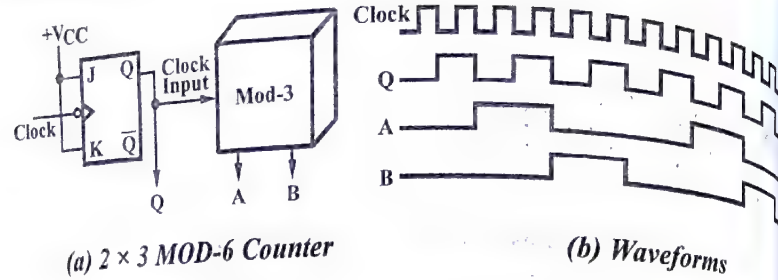 +VCC
J
Q
Clock
Input
Mod-3
Clock
K
Q̅
Q
A
B
(a) 2 × 3 MOD-6 Counter
Clock
Q
A
B
(b) Waveforms